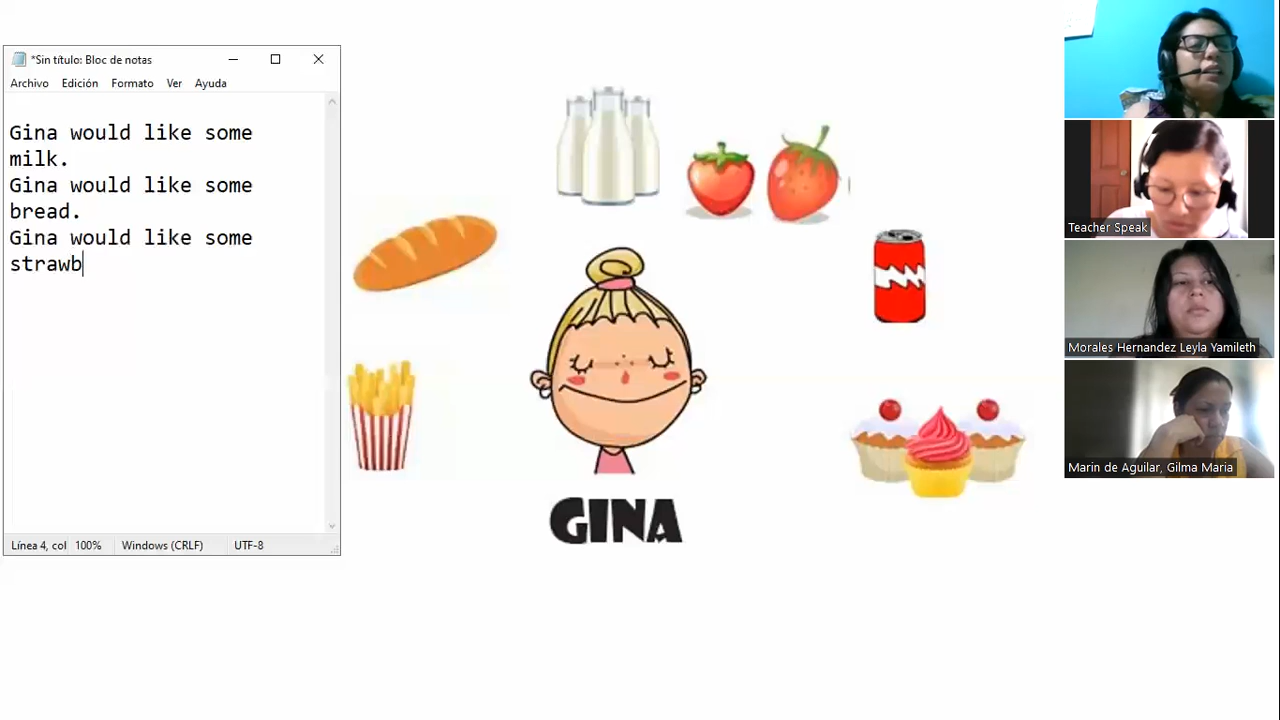 *Sin título: Bloc de notas
Archivo Edición Formato Ver Ayuda
Gina would like some
milk.
Gina would like some
bread.
Gina would like some
strawb
Línea 4, col 100% Windows (CRLF) UTF-8
GINA
Teacher Speak
Morales Hernandez Leyla Yamileth
Marin de Aguilar, Gilma Maria